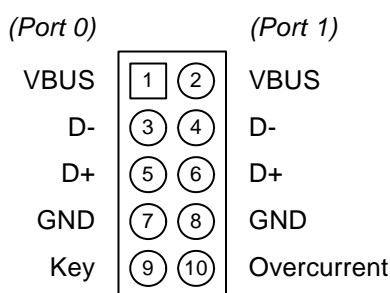 (Port 0) (Port 1)
VBUS 1 2 VBUS
D- 3 4 D-
D+ 5 6 D+
GND 7 8 GND
Key 9 10 Overcurrent